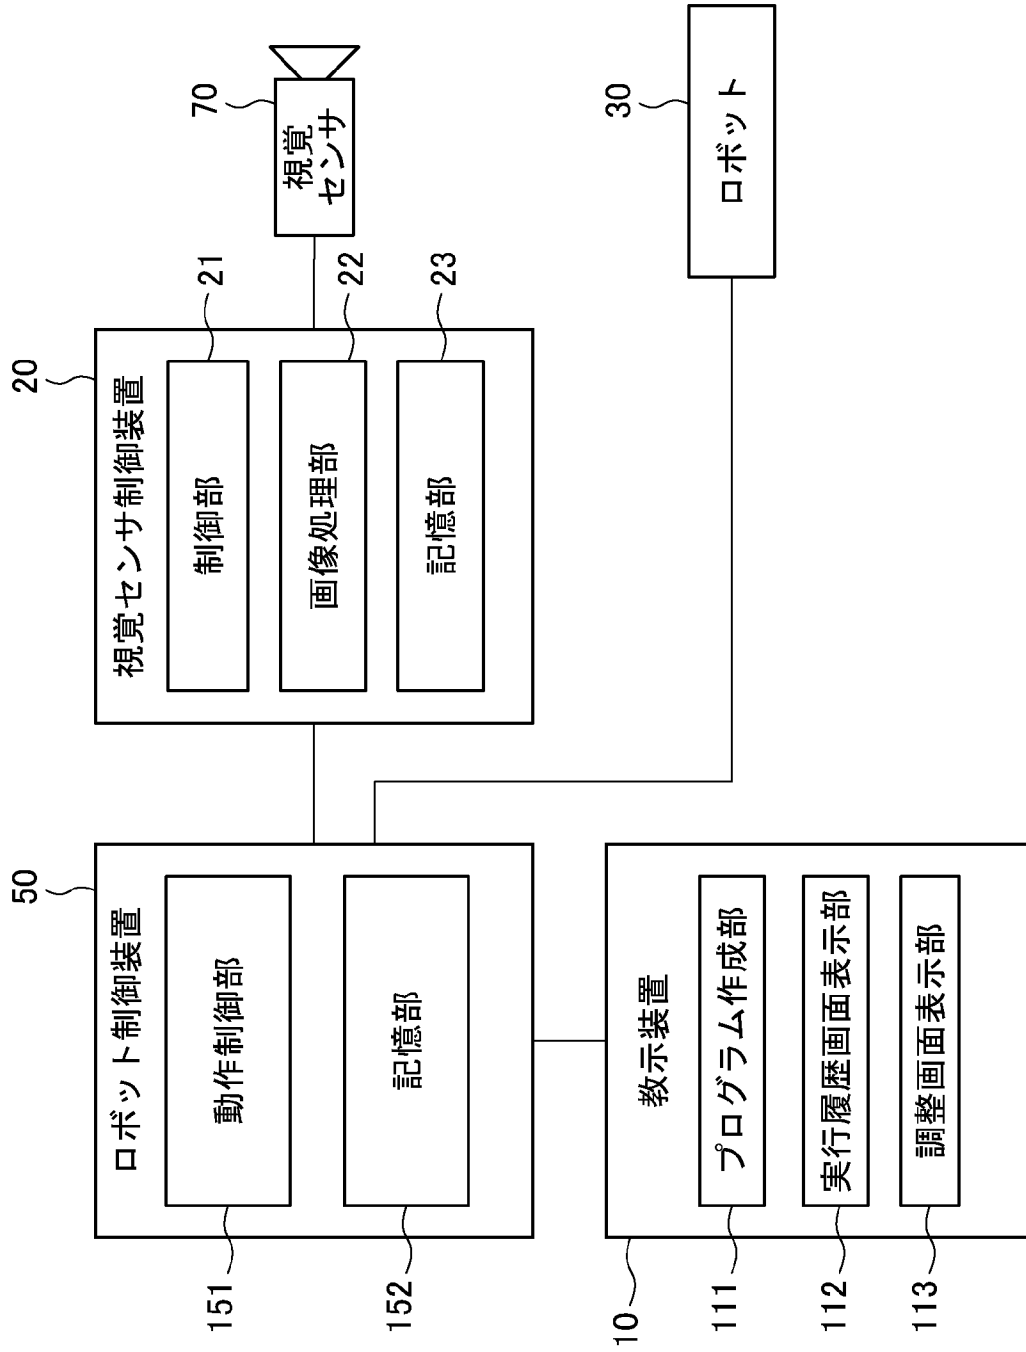 50
ロボット制御装置
151
動作制御部
152
記憶部
20
視覚センサ制御装置
21
制御部
22
画像処理部
23
記憶部
70
視覚
センサ
10
教示装置
111
プログラム作成部
112
実行履歴画面表示部
113
調整画面表示部
30
ロボット